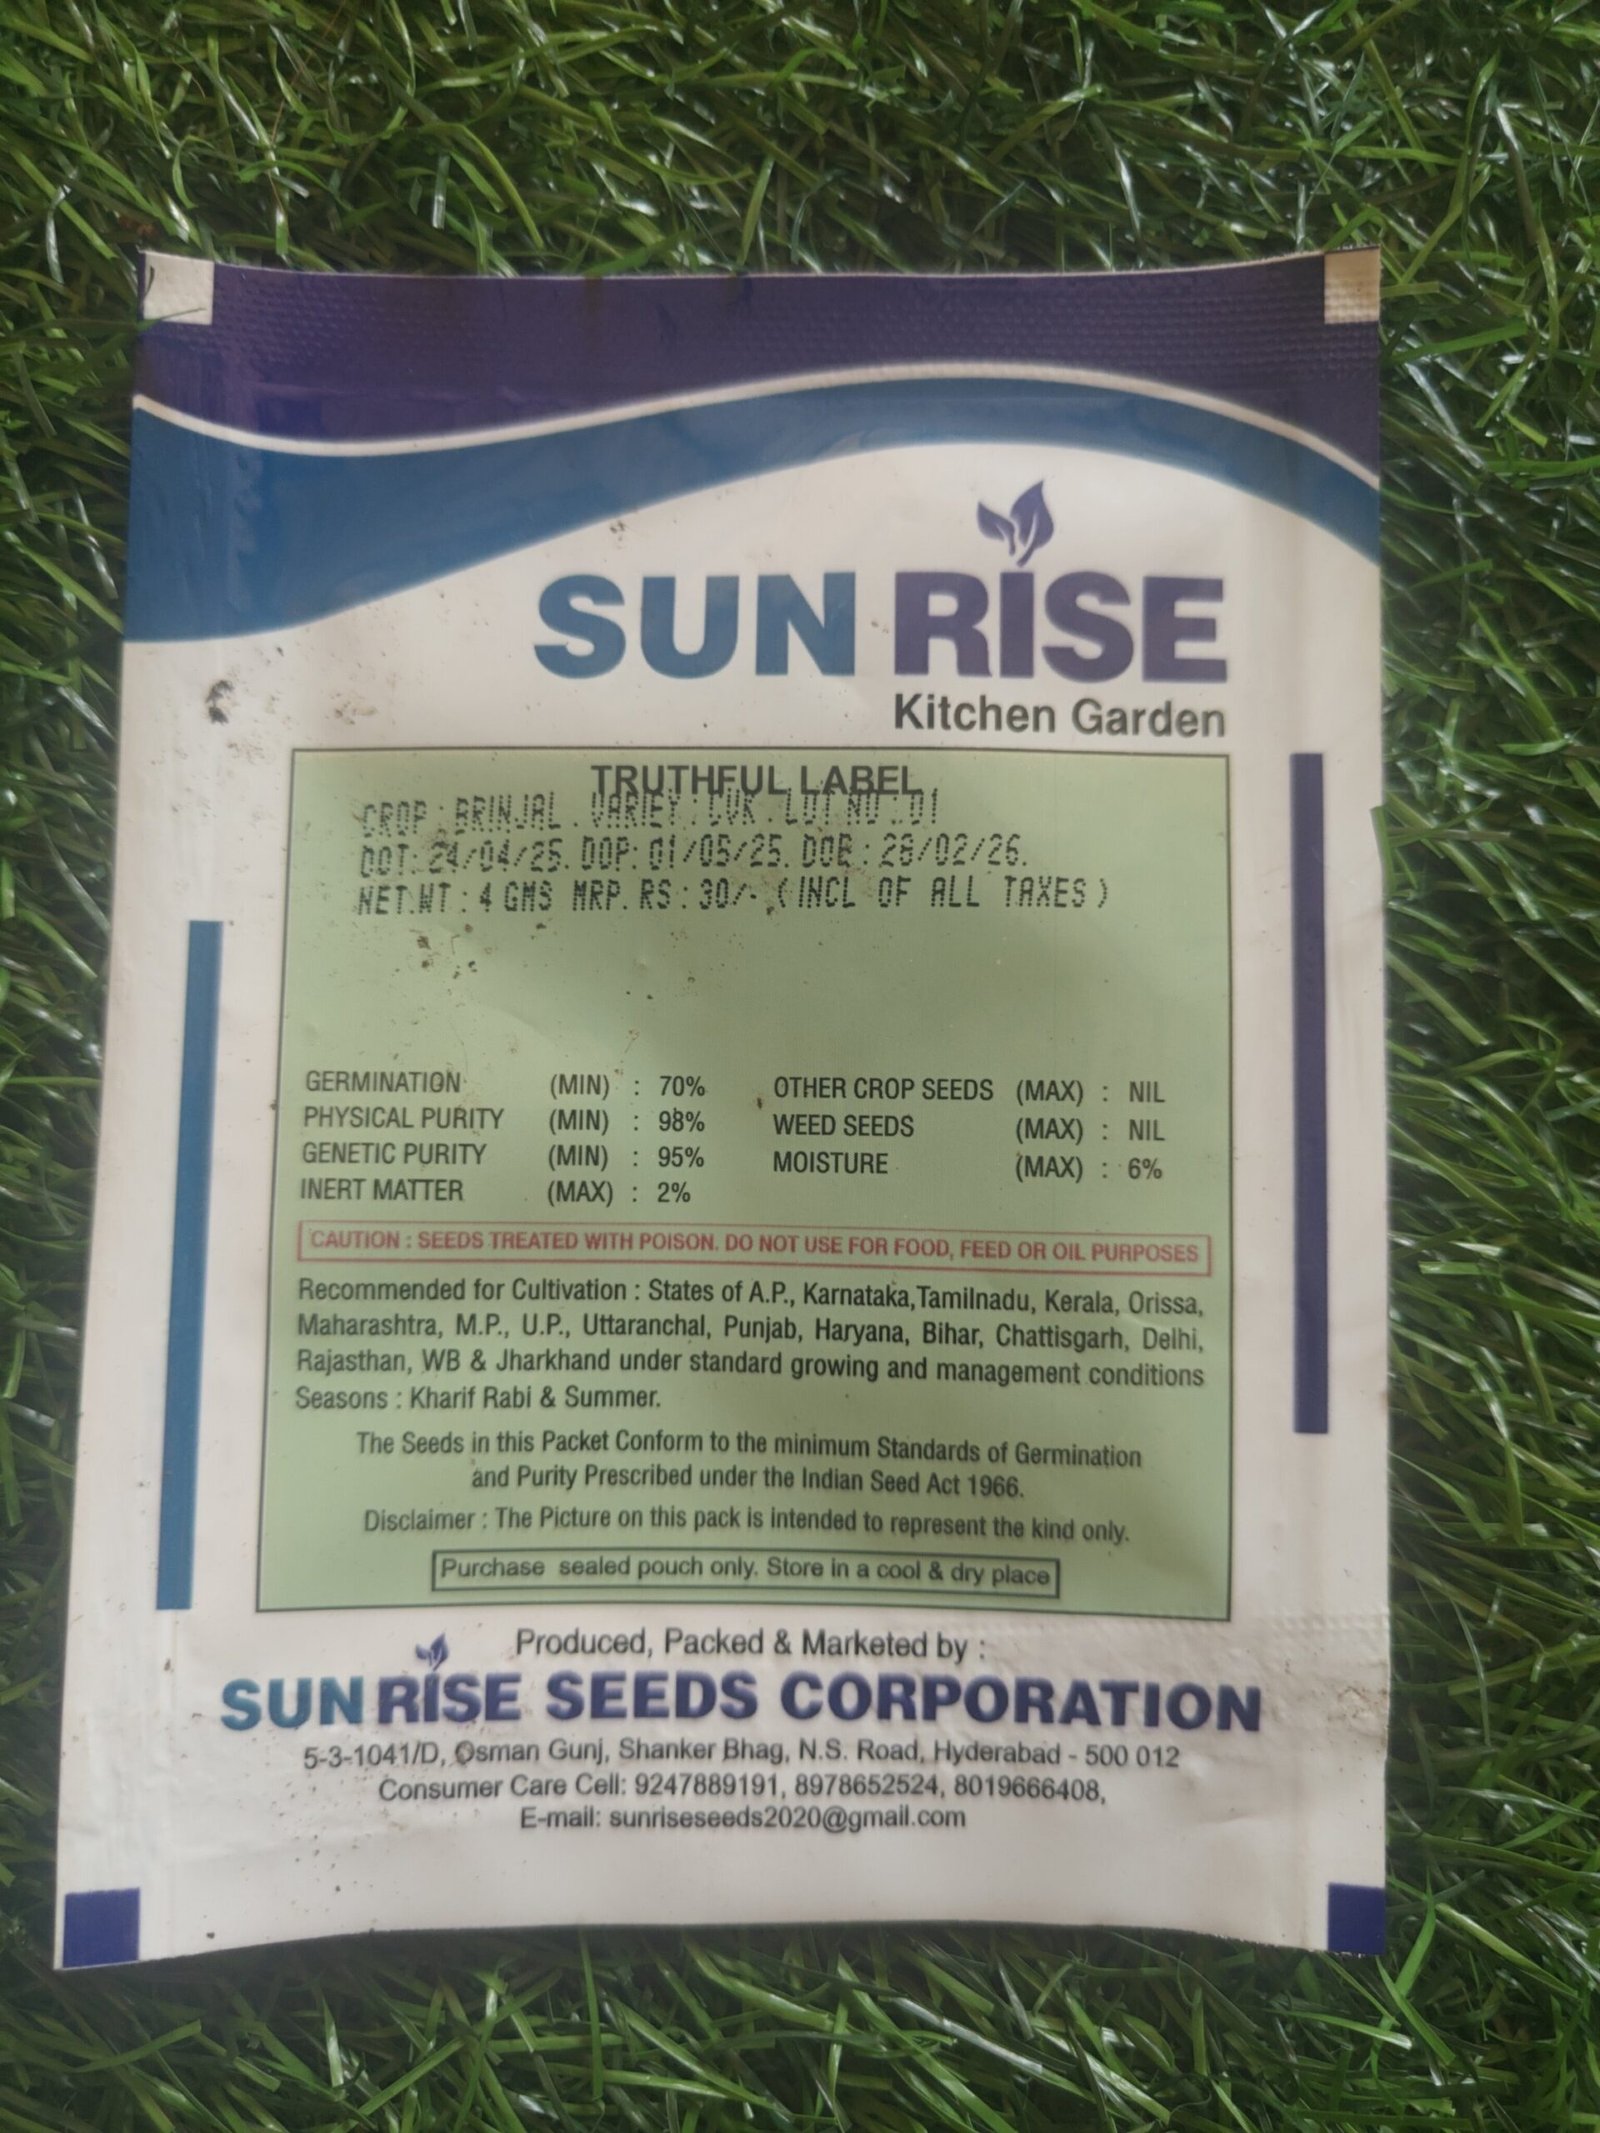 SUN RISE
Kitchen Garden
TRUTHFUL LABEL
CROP : BRINJAL . VARIEY : LVK . LOT NO : 01
DOT: 24/04/25. DOP: 01/05/25. DOE : 28/02/26.
NET.WT : 4 GMS MRP. RS : 30/- ( INCL OF ALL TAXES )
GERMINATION (MIN) : 70% OTHER CROP SEEDS (MAX) : NIL
PHYSICAL PURITY (MIN) : 98% WEED SEEDS (MAX) : NIL
GENETIC PURITY (MIN) : 95% MOISTURE (MAX) : 6%
INERT MATTER (MAX) : 2%
CAUTION : SEEDS TREATED WITH POISON. DO NOT USE FOR FOOD, FEED OR OIL PURPOSES
Recommended for Cultivation : States of A.P., Karnataka,Tamilnadu, Kerala, Orissa,
Maharashtra, M.P., U.P., Uttaranchal, Punjab, Haryana, Bihar, Chattisgarh, Delhi,
Rajasthan, WB & Jharkhand under standard growing and management conditions
Seasons : Kharif Rabi & Summer.
The Seeds in this Packet Conform to the minimum Standards of Germination
and Purity Prescribed under the Indian Seed Act 1966.
Disclaimer : The Picture on this pack is intended to represent the kind only.
Purchase sealed pouch only. Store in a cool & dry place
Produced, Packed & Marketed by :
SUN RISE SEEDS CORPORATION
5-3-1041/D, Osman Gunj, Shanker Bhag, N.S. Road, Hyderabad - 500 012
Consumer Care Cell: 9247889191, 8978652524, 8019666408,
E-mail: sunriseseeds2020@gmail.com